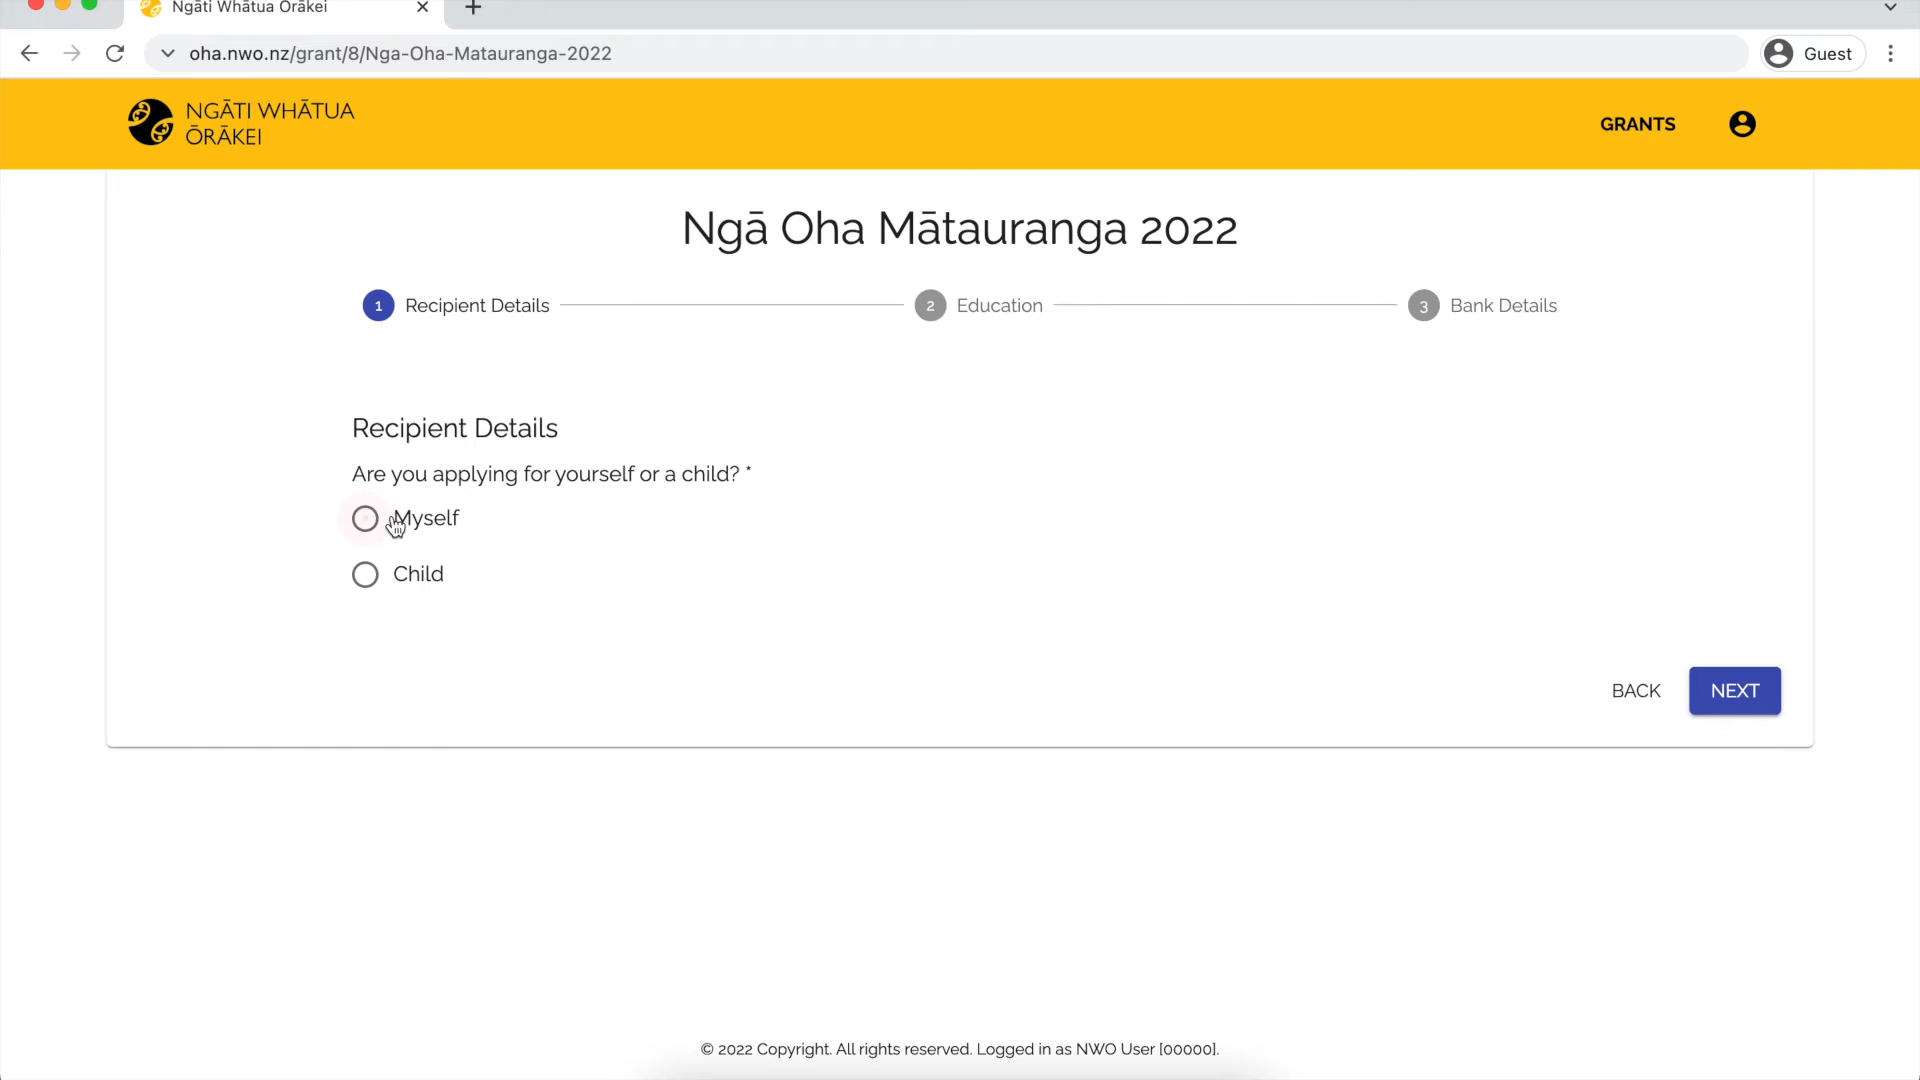 Ngāti Whātua Ōrākei
oha.nwo.nz/grant/8/Nga-Oha-Matauranga-2022
Guest
NGĀTI WHĀTUA
ŌRĀKEI
GRANTS
Ngā Oha Mātauranga 2022
1 Recipient Details
2 Education
3 Bank Details
Recipient Details
Are you applying for yourself or a child? *
Myself
Child
BACK
NEXT
© 2022 Copyright. All rights reserved. Logged in as NWO User [00000].